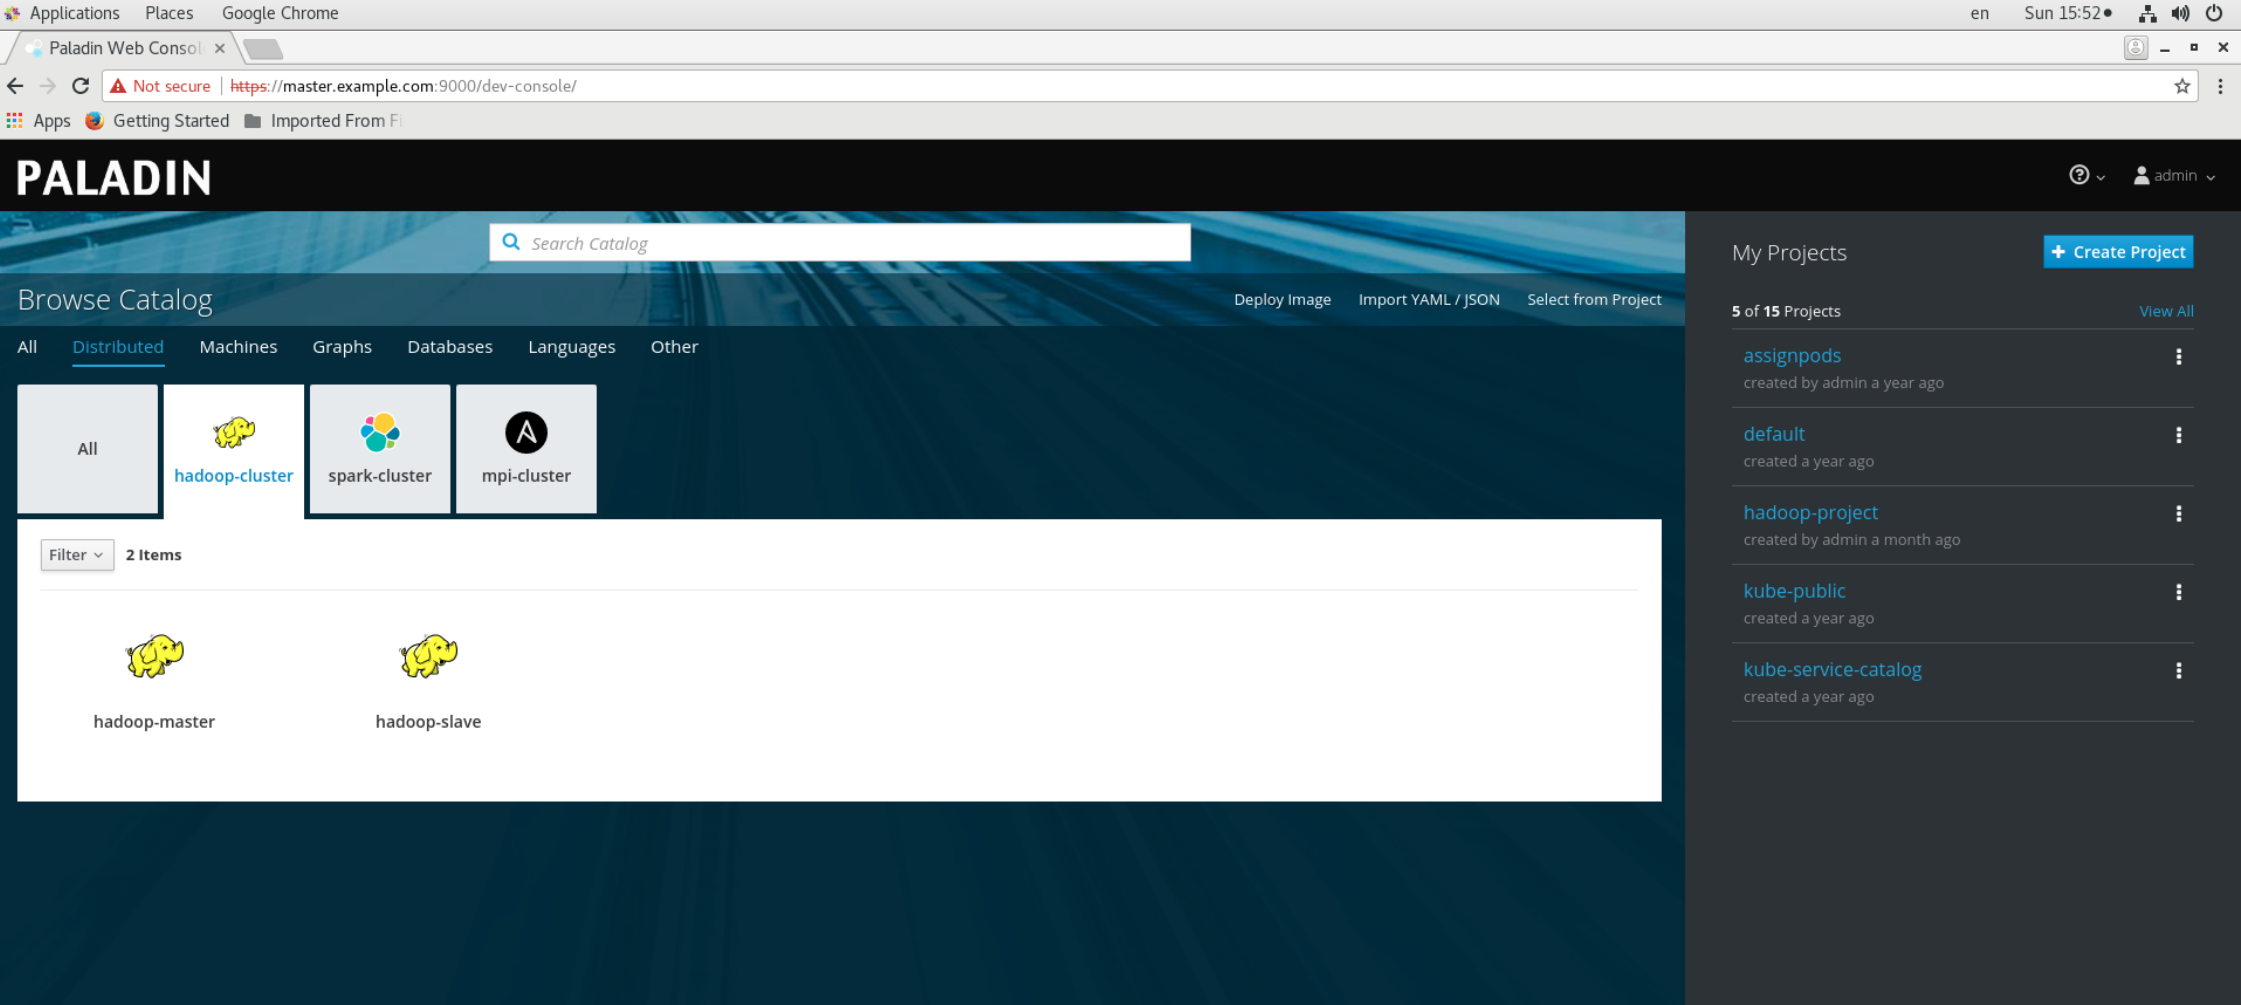 Applications Places Google Chrome en Sun 15:52
Paladin Web Consol
Not secure https://master.example.com:9000/dev-console/
Apps Getting Started Imported From F
PALADIN
admin
Search Catalog
Browse Catalog
Deploy Image Import YAML / JSON Select from Project
All Distributed Machines Graphs Databases Languages Other
All
hadoop-cluster
spark-cluster
A
mpi-cluster
Filter 2 Items
hadoop-master
hadoop-slave
My Projects
+ Create Project
5 of 15 Projects View All
assignpods
created by admin a year ago
default
created a year ago
hadoop-project
created by admin a month ago
kube-public
created a year ago
kube-service-catalog
created a year ago